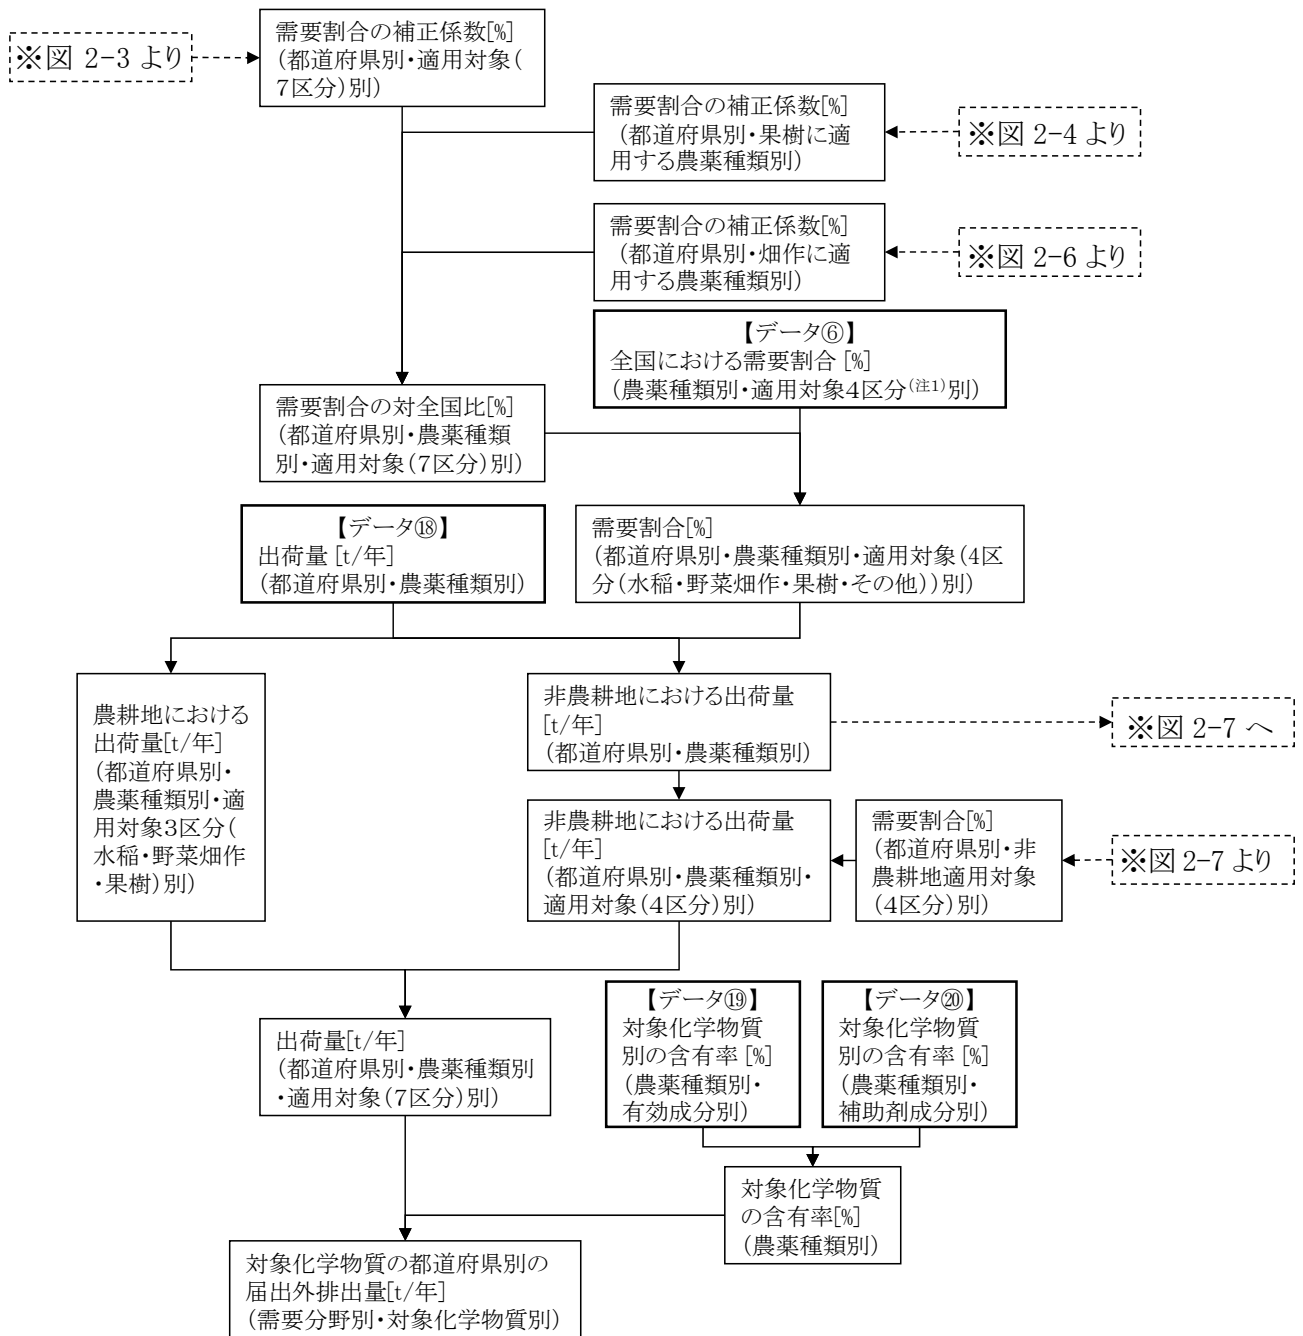 需要割合の補正係数[%]
(都道府県別・適用対象(
7区分)別)
※図 2-3 より
需要割合の補正係数[%]
(都道府県別・果樹に適
用する農薬種類別)
※図 2-4 より
需要割合の補正係数[%]
(都道府県別・畑作に適
用する農薬種類別)
※図 2-6 より
【データ⑥】
全国における需要割合 [%]
(農薬種類別・適用対象4区分(注1)別)
需要割合の対全国比[%]
(都道府県別・農薬種類
別・適用対象(7区分)別)
【データ⑱】
出荷量 [t/年]
(都道府県別・農薬種類別)
需要割合[%]
(都道府県別・農薬種類別・適用対象(4区
分(水稲・野菜畑作・果樹・その他))別)
農耕地における
出荷量[t/年]
(都道府県別・
農薬種類別・適
用対象3区分(
水稲・野菜畑作
・果樹)別)
非農耕地における出荷量
[t/年]
(都道府県別・農薬種類別)
※図 2-7 へ
非農耕地における出荷量
[t/年]
(都道府県別・農薬種類別・
適用対象(4区分)別)
需要割合[%]
(都道府県別・非
農耕地適用対象
(4区分)別)
※図 2-7 より
出荷量[t/年]
(都道府県別・農薬種類別
・適用対象(7区分)別)
【データ⑲】
対象化学物質
別の含有率 [%]
(農薬種類別・
有効成分別)
【データ⑳】
対象化学物質
別の含有率 [%]
(農薬種類別・
補助剤成分別)
対象化学物質
の含有率[%]
(農薬種類別)
対象化学物質の都道府県別の
届出外排出量[t/年]
(需要分野別・対象化学物質別)